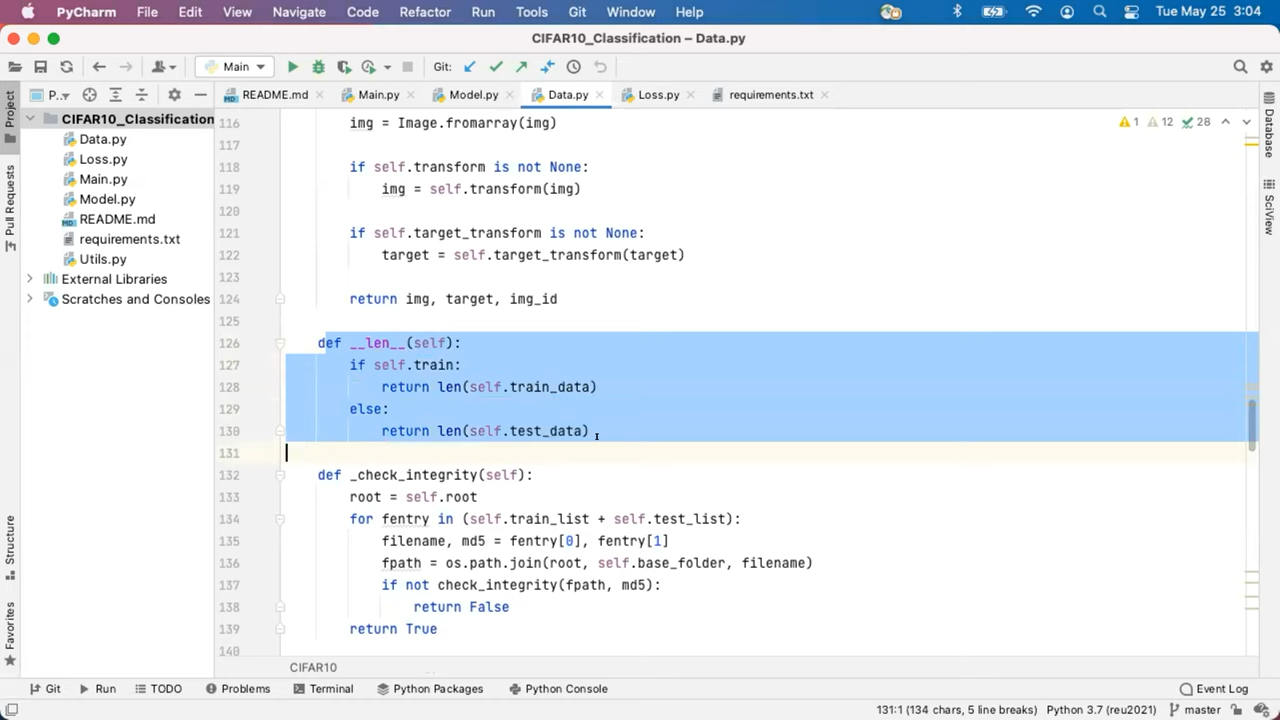 PyCharm File Edit View Navigate Code Refactor Run Tools Git Window Help Tue May 25 3:04
CIFAR10_Classification – Data.py
Main Git:
Project P.. README.md Main.py Model.py Data.py Loss.py requirements.txt Database
CIFAR10_Classification
Data.py
Loss.py
Main.py
Model.py
README.md
requirements.txt
Utils.py
External Libraries
Scratches and Consoles
Pull Requests
Structure
Favorites
SciView
1 12 28
116 img = Image.fromarray(img)
117
118 if self.transform is not None:
119 img = self.transform(img)
120
121 if self.target_transform is not None:
122 target = self.target_transform(target)
123
124 return img, target, img_id
125
126 def __len__(self):
127 if self.train:
128 return len(self.train_data)
129 else:
130 return len(self.test_data)
131
132 def _check_integrity(self):
133 root = self.root
134 for fentry in (self.train_list + self.test_list):
135 filename, md5 = fentry[0], fentry[1]
136 fpath = os.path.join(root, self.base_folder, filename)
137 if not check_integrity(fpath, md5):
138 return False
139 return True
140
CIFAR10
Git Run TODO Problems Terminal Python Packages Python Console Event Log
131:1 (134 chars, 5 line breaks) Python 3.7 (reu2021) master